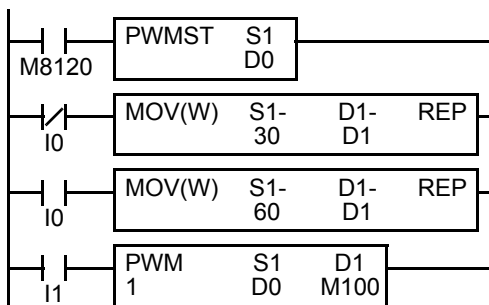 PWMST S1
M8120 D0
MOV(W) S1- D1- REP
I0 30 D1
MOV(W) S1- D1- REP
I0 60 D1
PWM S1 D1
I1 1 D0 M100